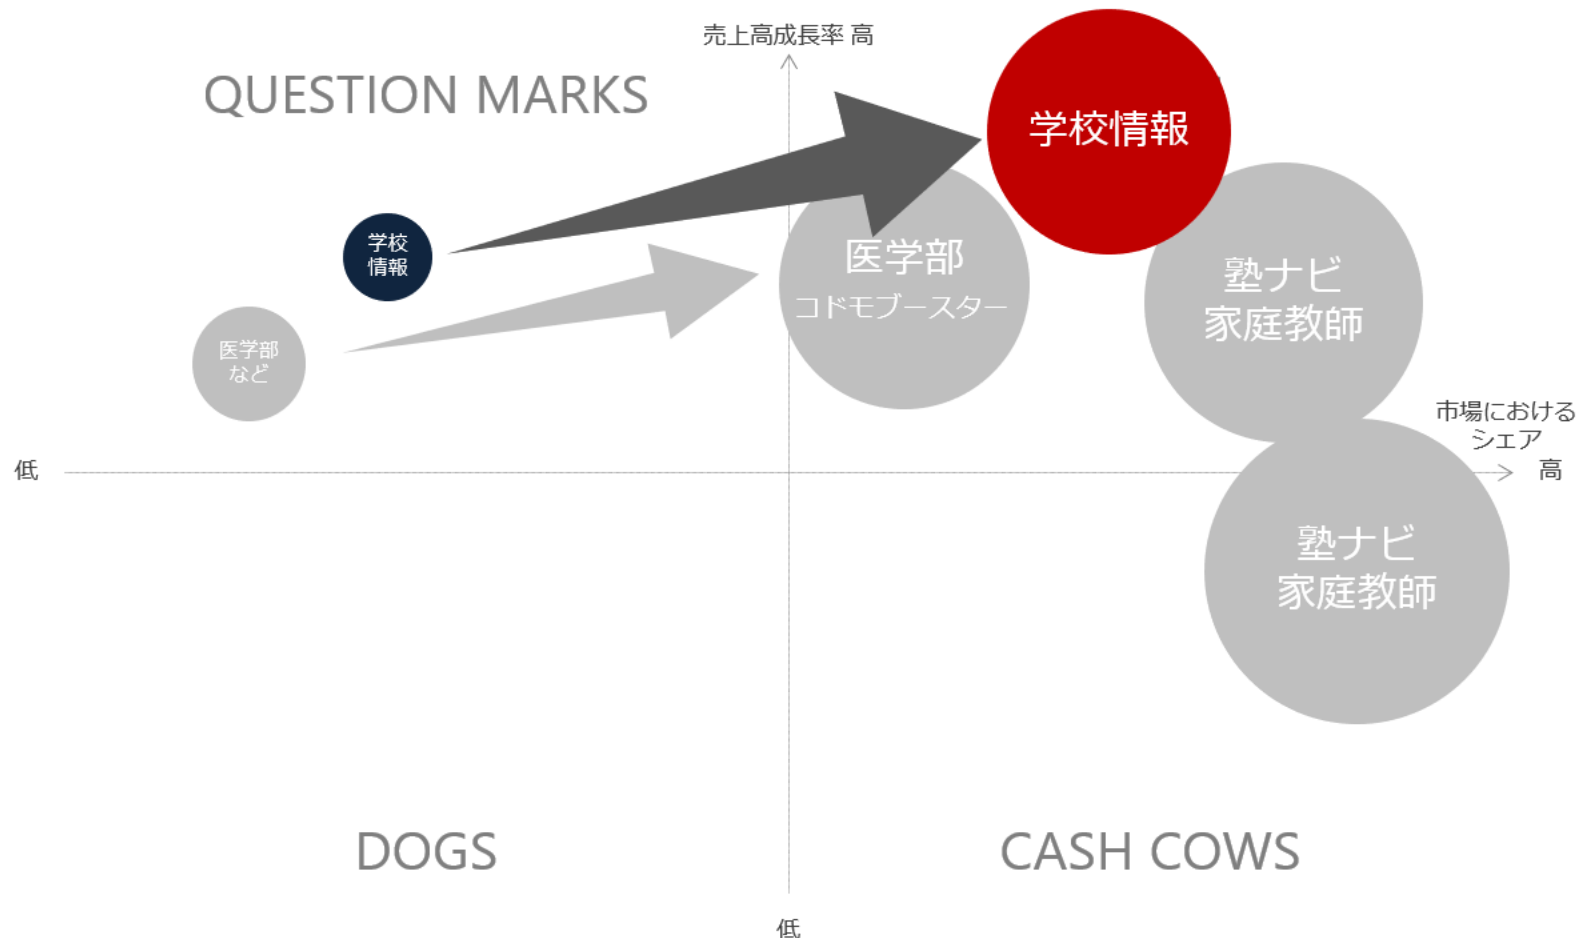 売上高成長率 高
QUESTION MARKS
学校情報
学校
情報
医学部
コドモブースター
塾ナビ
家庭教師
医学部
など
市場における
シェア
低
高
塾ナビ
家庭教師
DOGS
CASH COWS
低